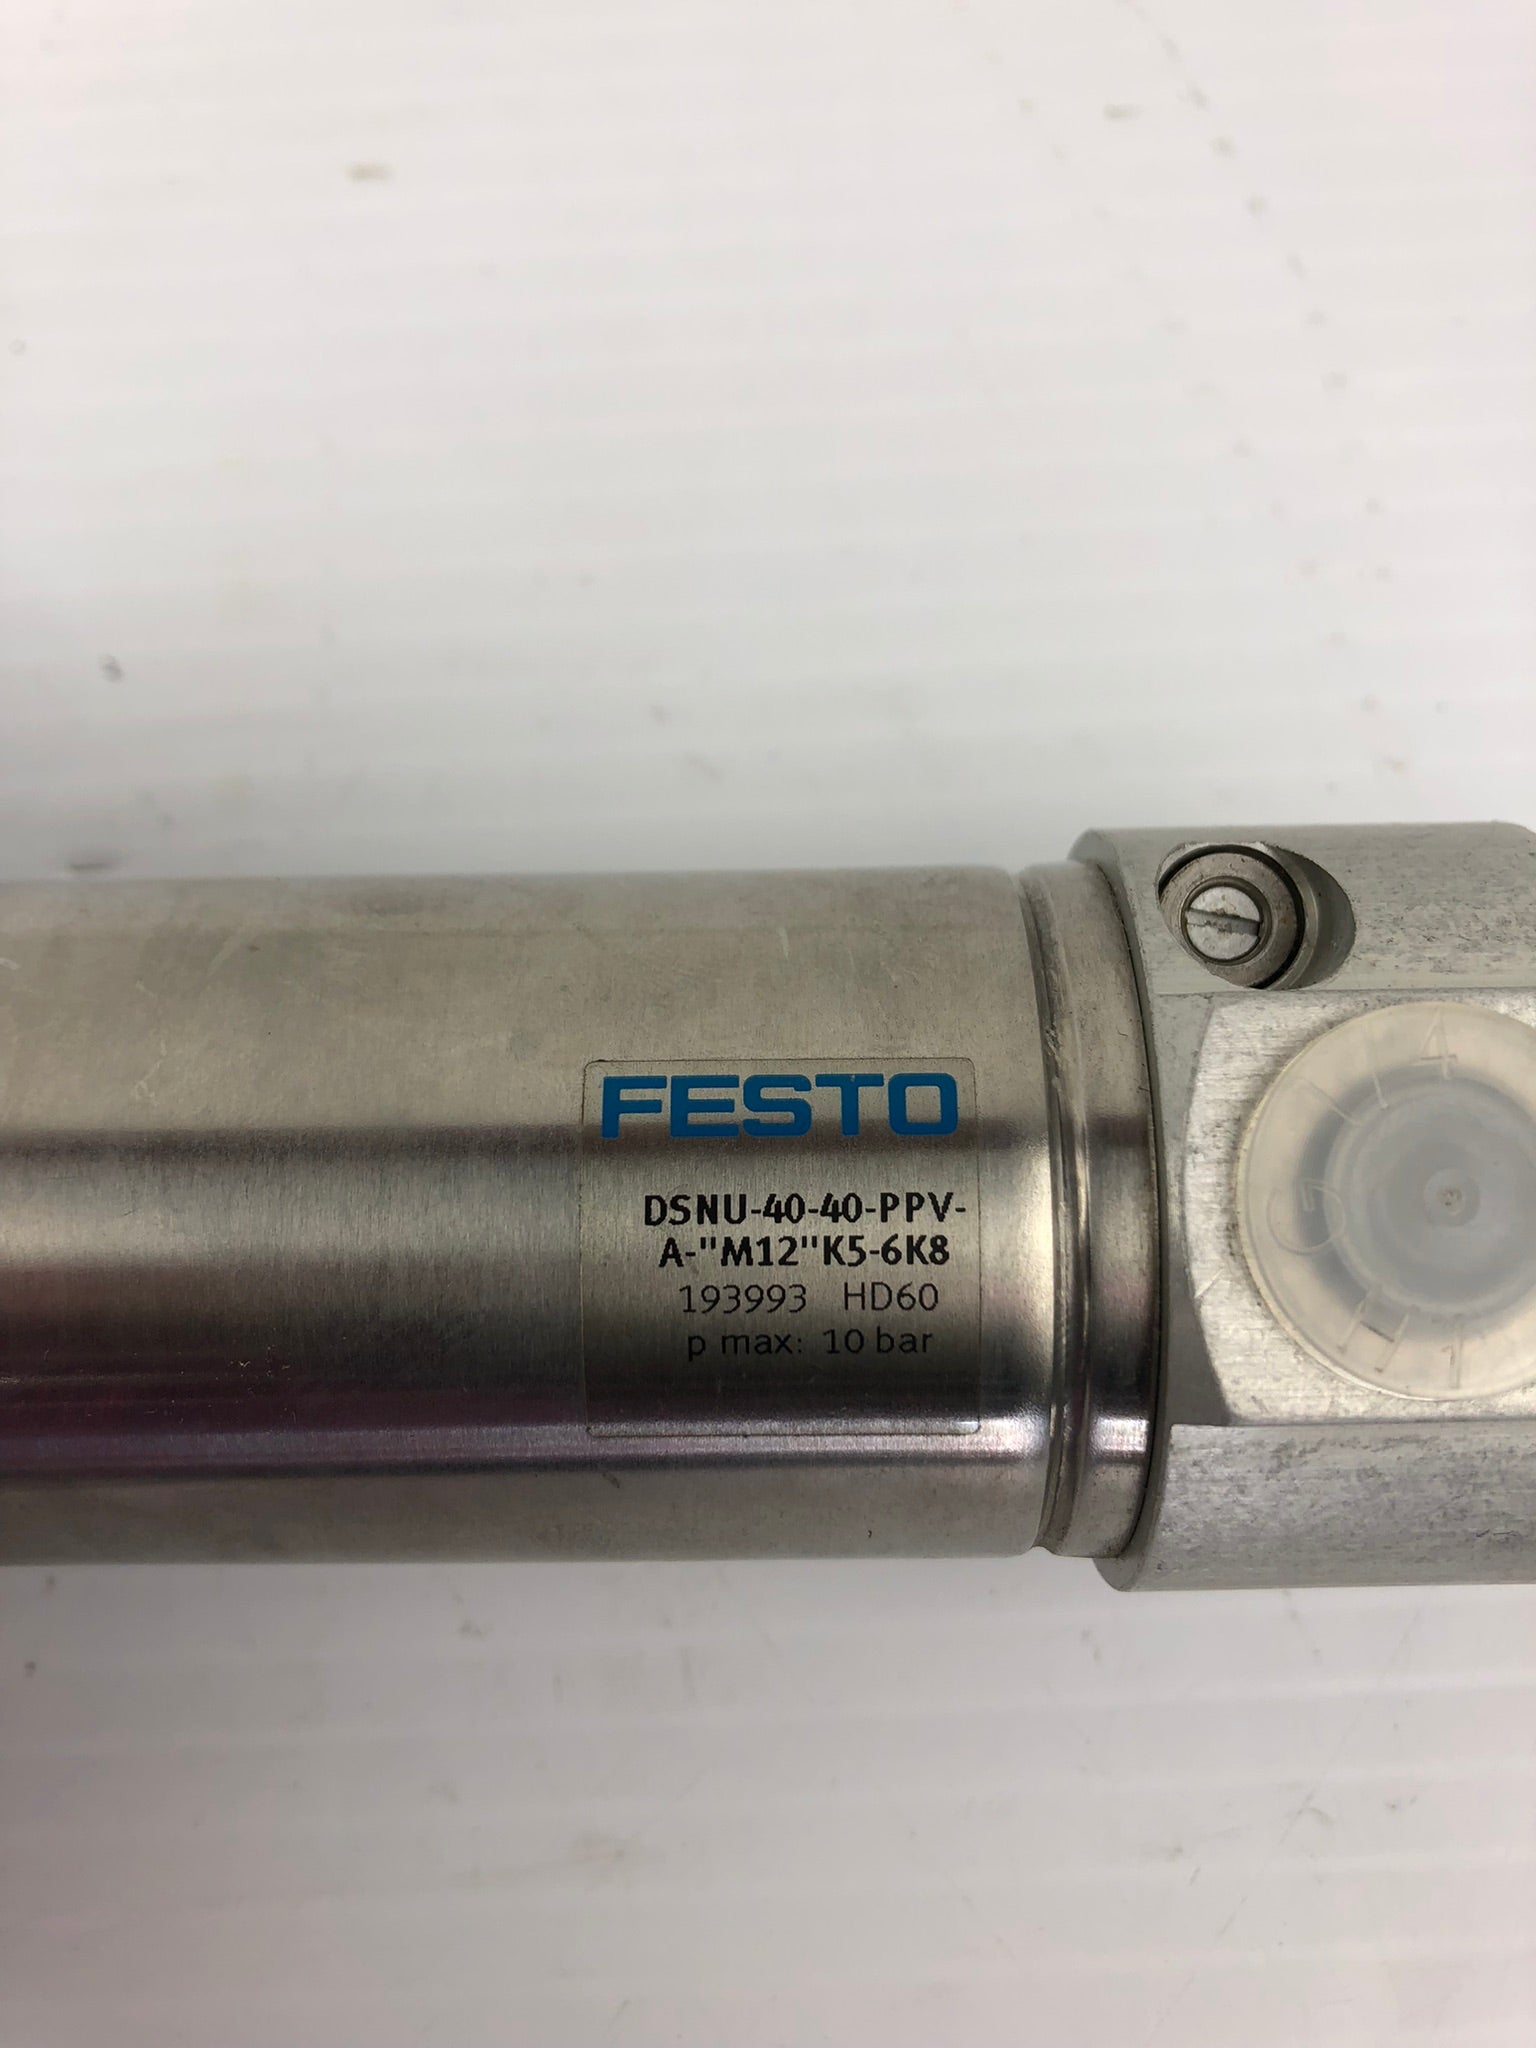 FESTO
DSNU-40-40-PPV-
A-"M12"K5-6K8
193993 HD60
p max: 10 bar